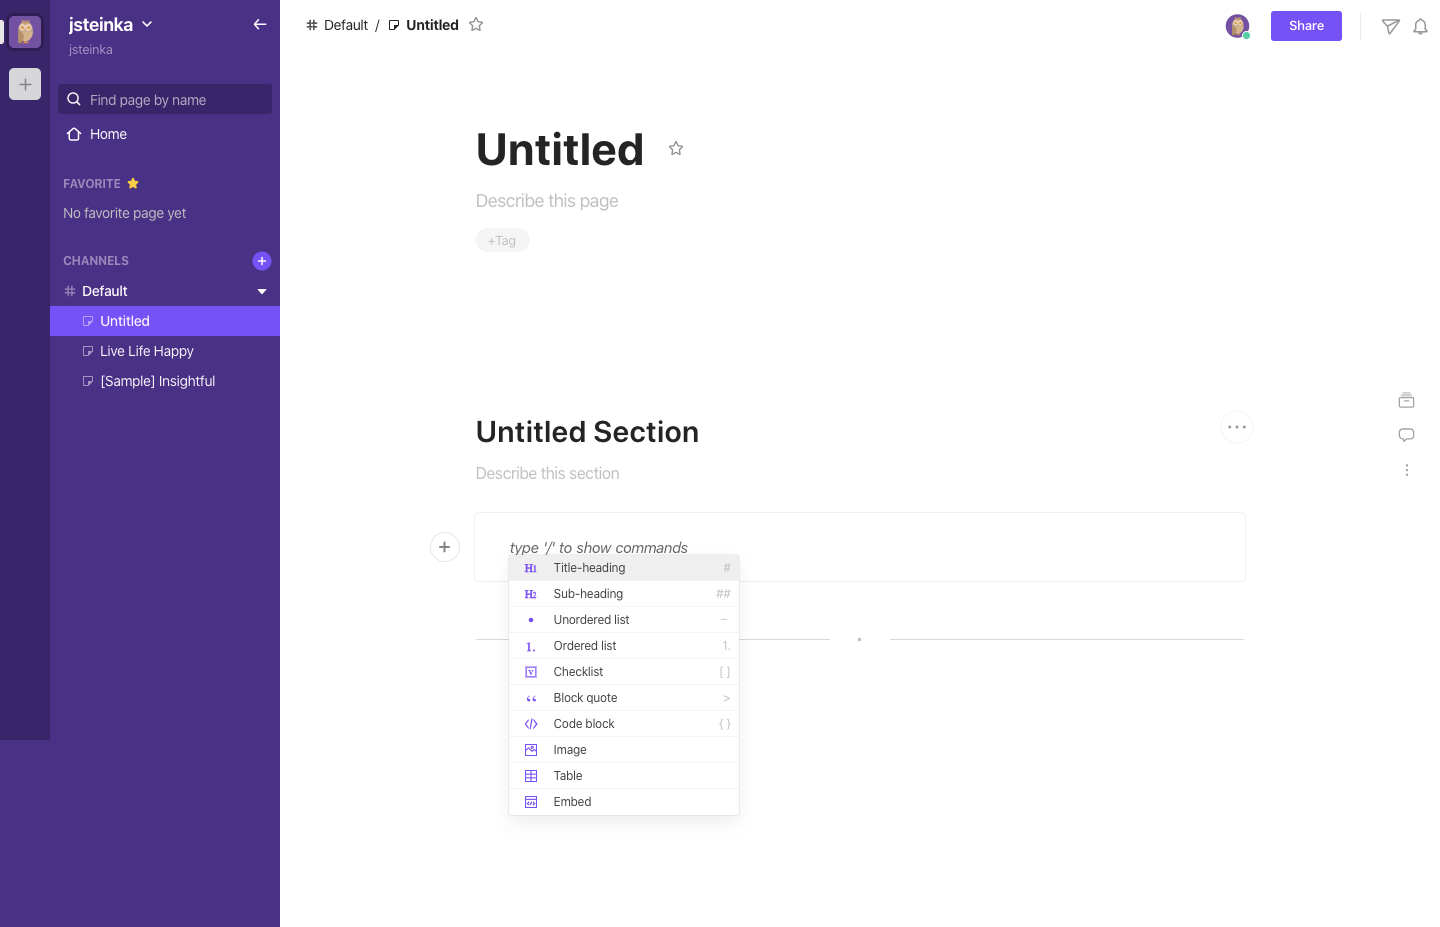 jsteinka
jsteinka
Find page by name
Home
FAVORITE
No favorite page yet
CHANNELS
Default
Untitled
Live Life Happy
[Sample] Insightful
Default / Untitled
Share
Untitled
Describe this page
+Tag
Untitled Section
Describe this section
type '/' to show commands
H1 Title-heading #
H2 Sub-heading ##
Unordered list –
1. Ordered list 1.
Checklist [ ]
Block quote >
Code block { }
Image
Table
Embed